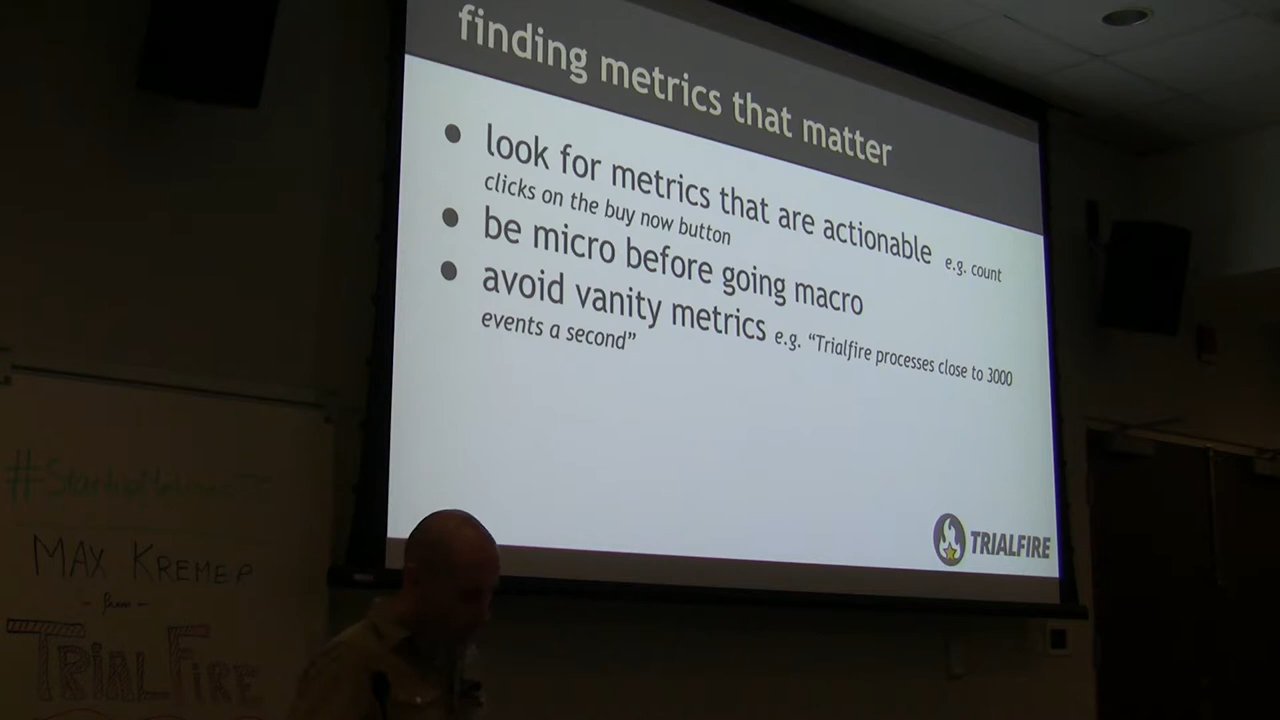 finding metrics that matter
● look for metrics that are actionable e.g. count
clicks on the buy now button
● be micro before going macro
● avoid vanity metrics e.g. “Trialfire processes close to 3000
events a second”
TRIALFIRE
MAX KREMER
- from -
TRIALFIRE